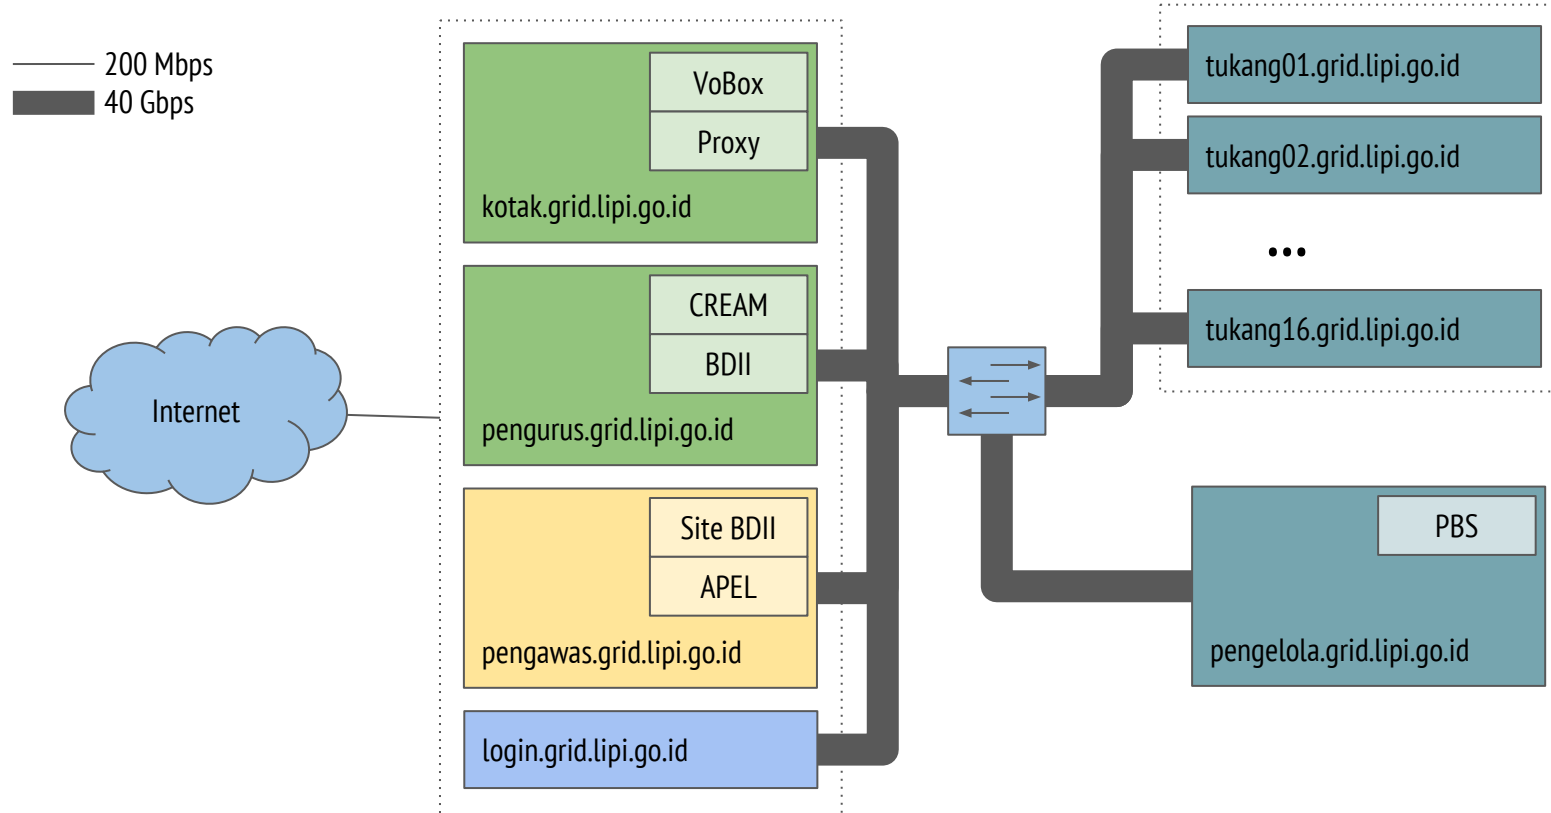 200 Mbps
40 Gbps
VoBox
Proxy
kotak.grid.lipi.go.id
CREAM
BDII
pengurus.grid.lipi.go.id
Internet
Site BDII
APEL
pengawas.grid.lipi.go.id
login.grid.lipi.go.id
tukang01.grid.lipi.go.id
tukang02.grid.lipi.go.id
...
tukang16.grid.lipi.go.id
PBS
pengelola.grid.lipi.go.id